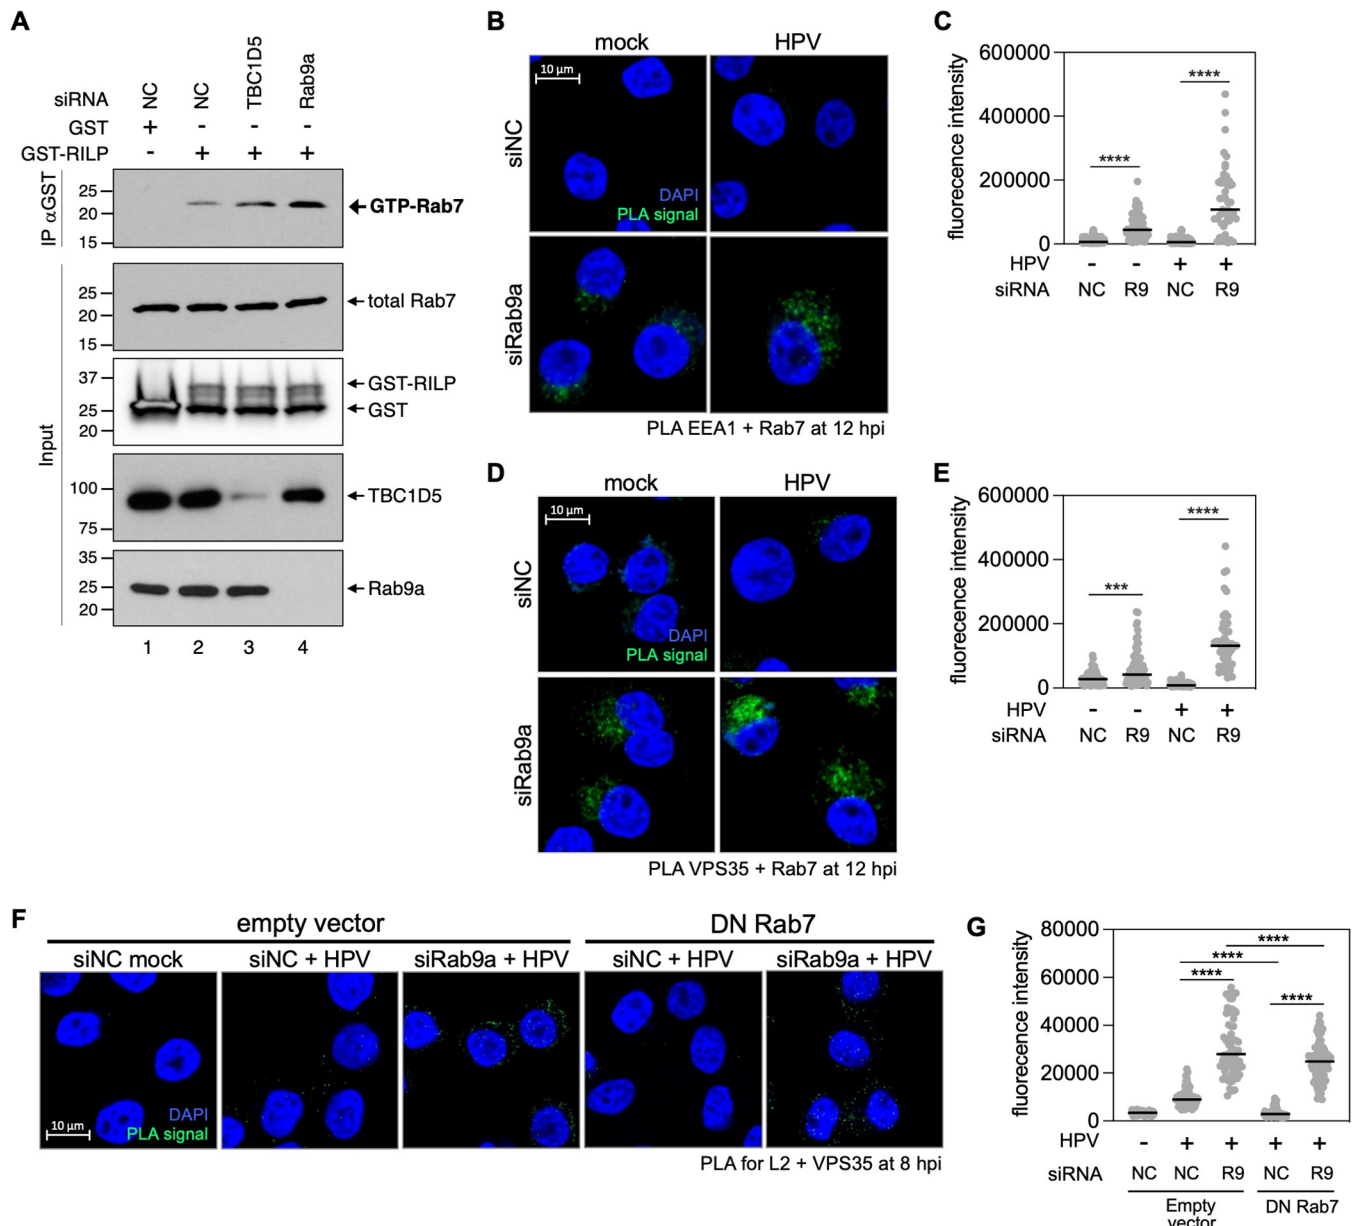 A
siRNA NC NC TBC1D5 Rab9a
GST + - - -
GST-RILP - + + +
IP αGST
25
20
15
GTP-Rab7
Input
25
20
15
total Rab7
37
25
20
GST-RILP
GST
100
75
TBC1D5
35
25
20
Rab9a
1 2 3 4
B
mock HPV
10 µm
siNC
DAPI
PLA signal
siRab9a
PLA EEA1 + Rab7 at 12 hpi
C
fluorecence intensity
600000
400000
200000
0
****
****
HPV - - + +
siRNA NC R9 NC R9
D
mock HPV
10 µm
siNC
DAPI
PLA signal
siRab9a
PLA VPS35 + Rab7 at 12 hpi
E
fluorecence intensity
600000
400000
200000
0
***
****
HPV - - + +
siRNA NC R9 NC R9
F
empty vector DN Rab7
siNC mock siNC + HPV siRab9a + HPV siNC + HPV siRab9a + HPV
DAPI
10 µm PLA signal
PLA for L2 + VPS35 at 8 hpi
G
fluorecence intensity
80000
60000
40000
20000
0
****
****
****
****
HPV - + + + +
siRNA NC NC R9 NC R9
Empty DN Rab7
vector